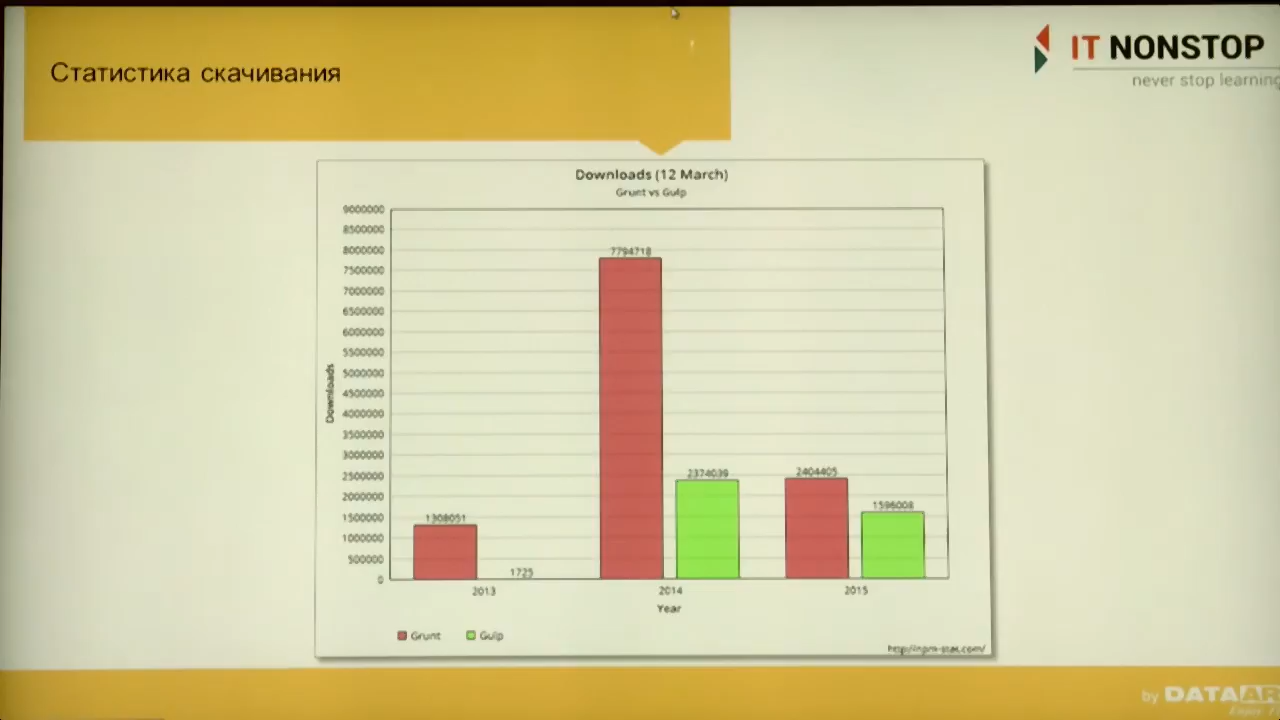 Статистика скачивания
IT NONSTOP
never stop learning
Downloads (12 March)
Grunt vs Gulp
9000000
8500000
8000000
7500000
7000000
6500000
6000000
5500000
5000000
4500000
4000000
3500000
3000000
2500000
2000000
1500000
1000000
500000
0
Downloads
7794718
2374039
2404405
1596008
1308051
1725
2013
2014
2015
Year
Grunt
Gulp
http://npm-stat.com/
by DATAAR